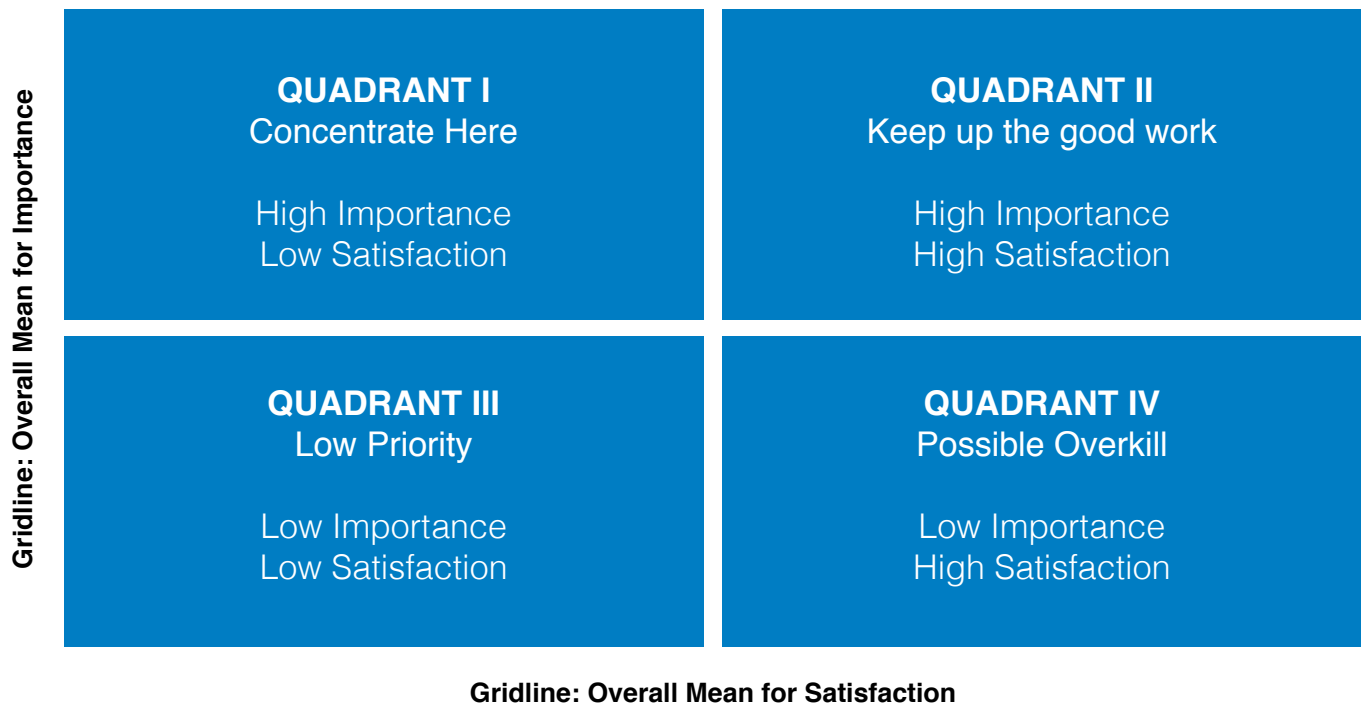 Gridline: Overall Mean for Importance
QUADRANT I
Concentrate Here
High Importance
Low Satisfaction
QUADRANT II
Keep up the good work
High Importance
High Satisfaction
QUADRANT III
Low Priority
Low Importance
Low Satisfaction
QUADRANT IV
Possible Overkill
Low Importance
High Satisfaction
Gridline: Overall Mean for Satisfaction